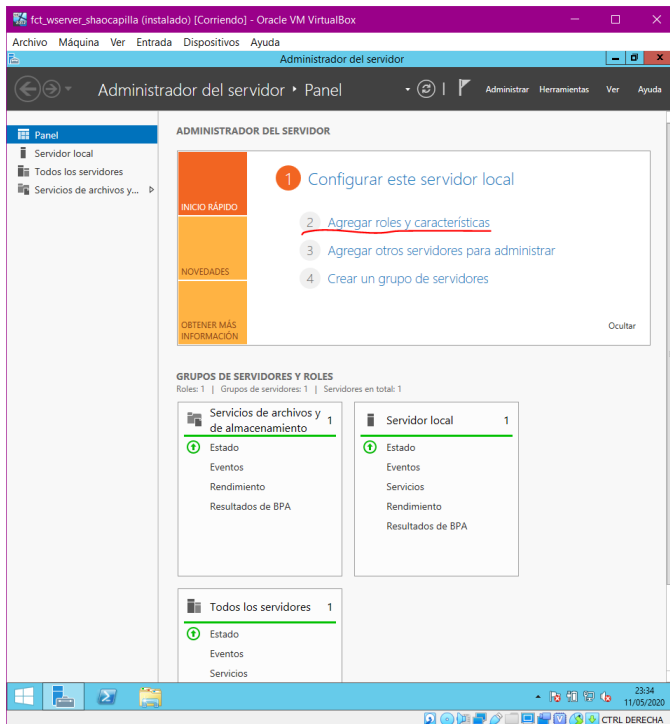 fct_wserver_shaocapilla (instalado) [Corriendo] - Oracle VM VirtualBox
Archivo Máquina Ver Entrada Dispositivos Ayuda
Administrador del servidor
Administrador del servidor ‣ Panel
Administrar Herramientas Ver Ayuda
Panel
Servidor local
Todos los servidores
Servicios de archivos y...
ADMINISTRADOR DEL SERVIDOR
INICIO RÁPIDO
NOVEDADES
OBTENER MÁS
INFORMACIÓN
1 Configurar este servidor local
2 Agregar roles y características
3 Agregar otros servidores para administrar
4 Crear un grupo de servidores
Ocultar
GRUPOS DE SERVIDORES Y ROLES
Roles: 1 | Grupos de servidores: 1 | Servidores en total: 1
Servicios de archivos y
de almacenamiento 1
Estado
Eventos
Rendimiento
Resultados de BPA
Servidor local 1
Estado
Eventos
Servicios
Rendimiento
Resultados de BPA
Todos los servidores 1
Estado
Eventos
Servicios
23:34
11/05/2020
CTRL DERECHA